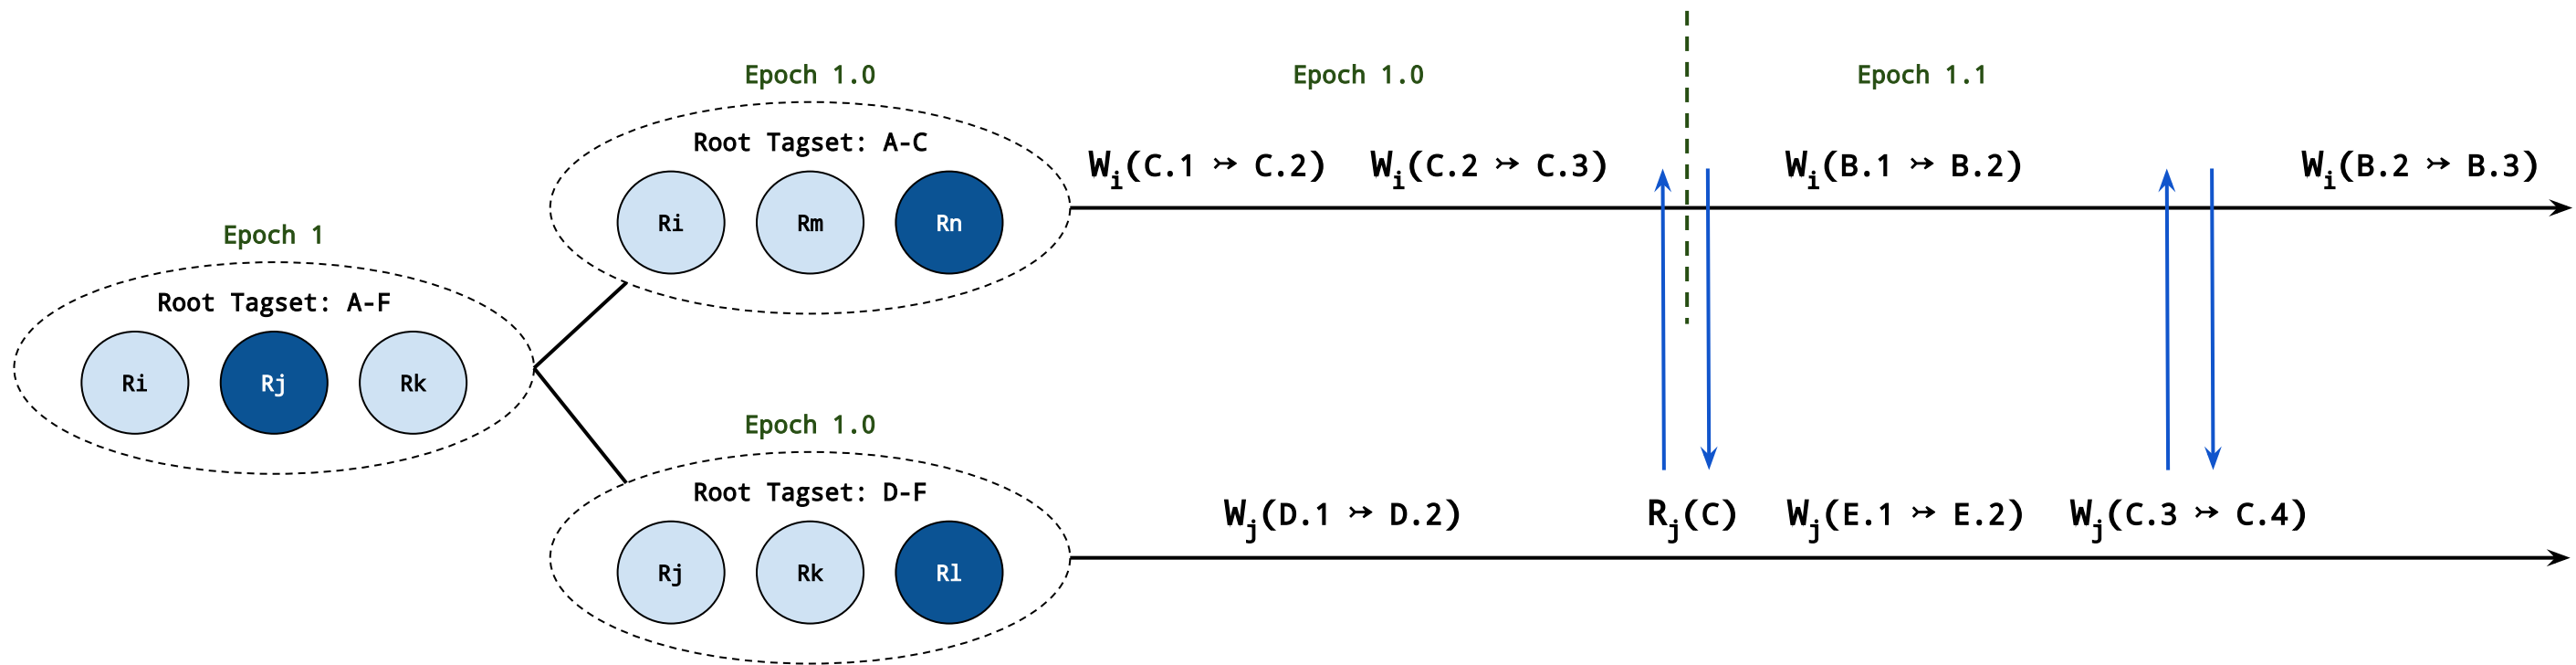 Epoch 1
Root Tagset: A-F
Ri Rj Rk
Epoch 1.0
Root Tagset: A-C
Ri Rm Rn
Epoch 1.0
Root Tagset: D-F
Rj Rk Rl
Epoch 1.0 Epoch 1.1
Wi(C.1 ↣ C.2) Wi(C.2 ↣ C.3) Wi(B.1 ↣ B.2) Wi(B.2 ↣ B.3)
Wj(D.1 ↣ D.2) Rj(C) Wj(E.1 ↣ E.2) Wj(C.3 ↣ C.4)